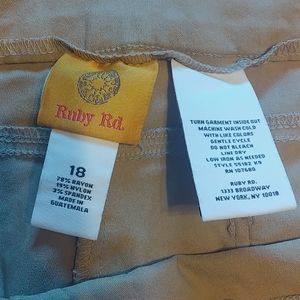 Ruby Rd.
18
78% RAYON
19% NYLON
3% SPANDEX
MADE IN
GUATEMALA
TURN GARMENT INSIDE OUT
MACHINE WASH COLD
WITH LIKE COLORS
GENTLE CYCLE
DO NOT BLEACH
LINE DRY
LOW IRON AS NEEDED
STYLE 55182 K9
RN 107680
RUBY RD.
1333 BROADWAY
NEW YORK, NY 10018